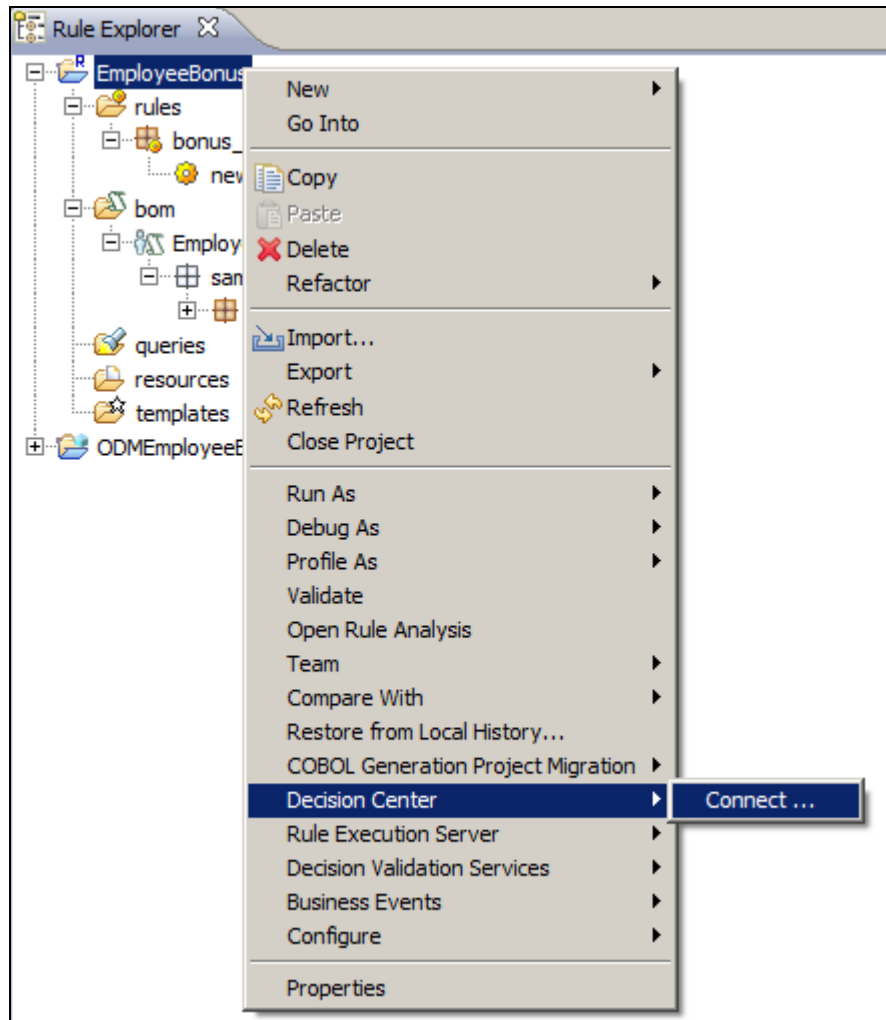 Rule Explorer
R
EmployeeBonus
rules
bonus_
new
bom
Employ
sam
queries
resources
templates
ODMEmployeeB
New
Go Into
Copy
Paste
Delete
Refactor
Import...
Export
Refresh
Close Project
Run As
Debug As
Profile As
Validate
Open Rule Analysis
Team
Compare With
Restore from Local History...
COBOL Generation Project Migration
Decision Center
Connect ...
Rule Execution Server
Decision Validation Services
Business Events
Configure
Properties